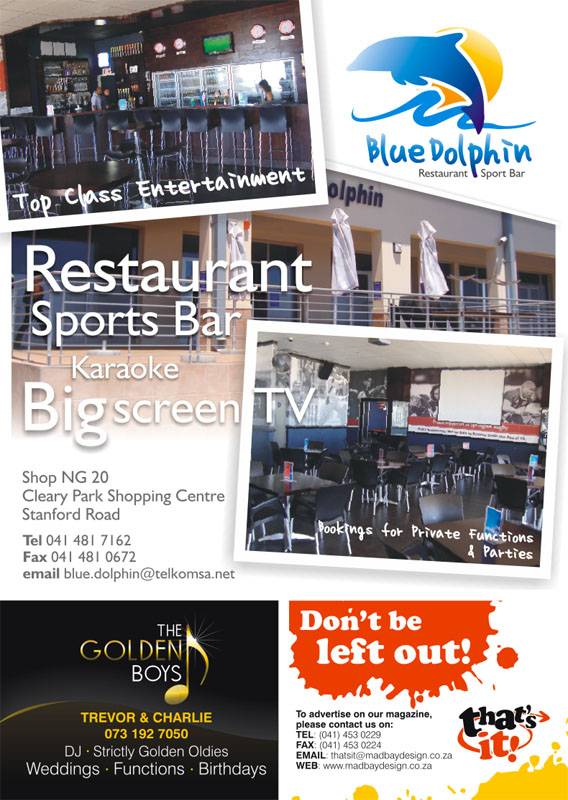 Blue Dolphin
Restaurant Sport Bar
Top Class Entertainment
olphin
Restaurant
Sports Bar
Karaoke
Big screen TV
Shop NG 20
Cleary Park Shopping Centre
Stanford Road
Tel 041 481 7162
Fax 041 481 0672
email blue.dolphin@telkomsa.net
Bookings for Private Functions
& Parties
THE
GOLDEN
BOYS
TREVOR & CHARLIE
073 192 7050
DJ · Strictly Golden Oldies
Weddings · Functions · Birthdays
Don't be
left out!
To advertise on our magazine,
please contact us on:
TEL: (041) 453 0229
FAX: (041) 453 0224
EMAIL: thatsit@madbaydesign.co.za
WEB: www.madbaydesign.co.za
that's
it!